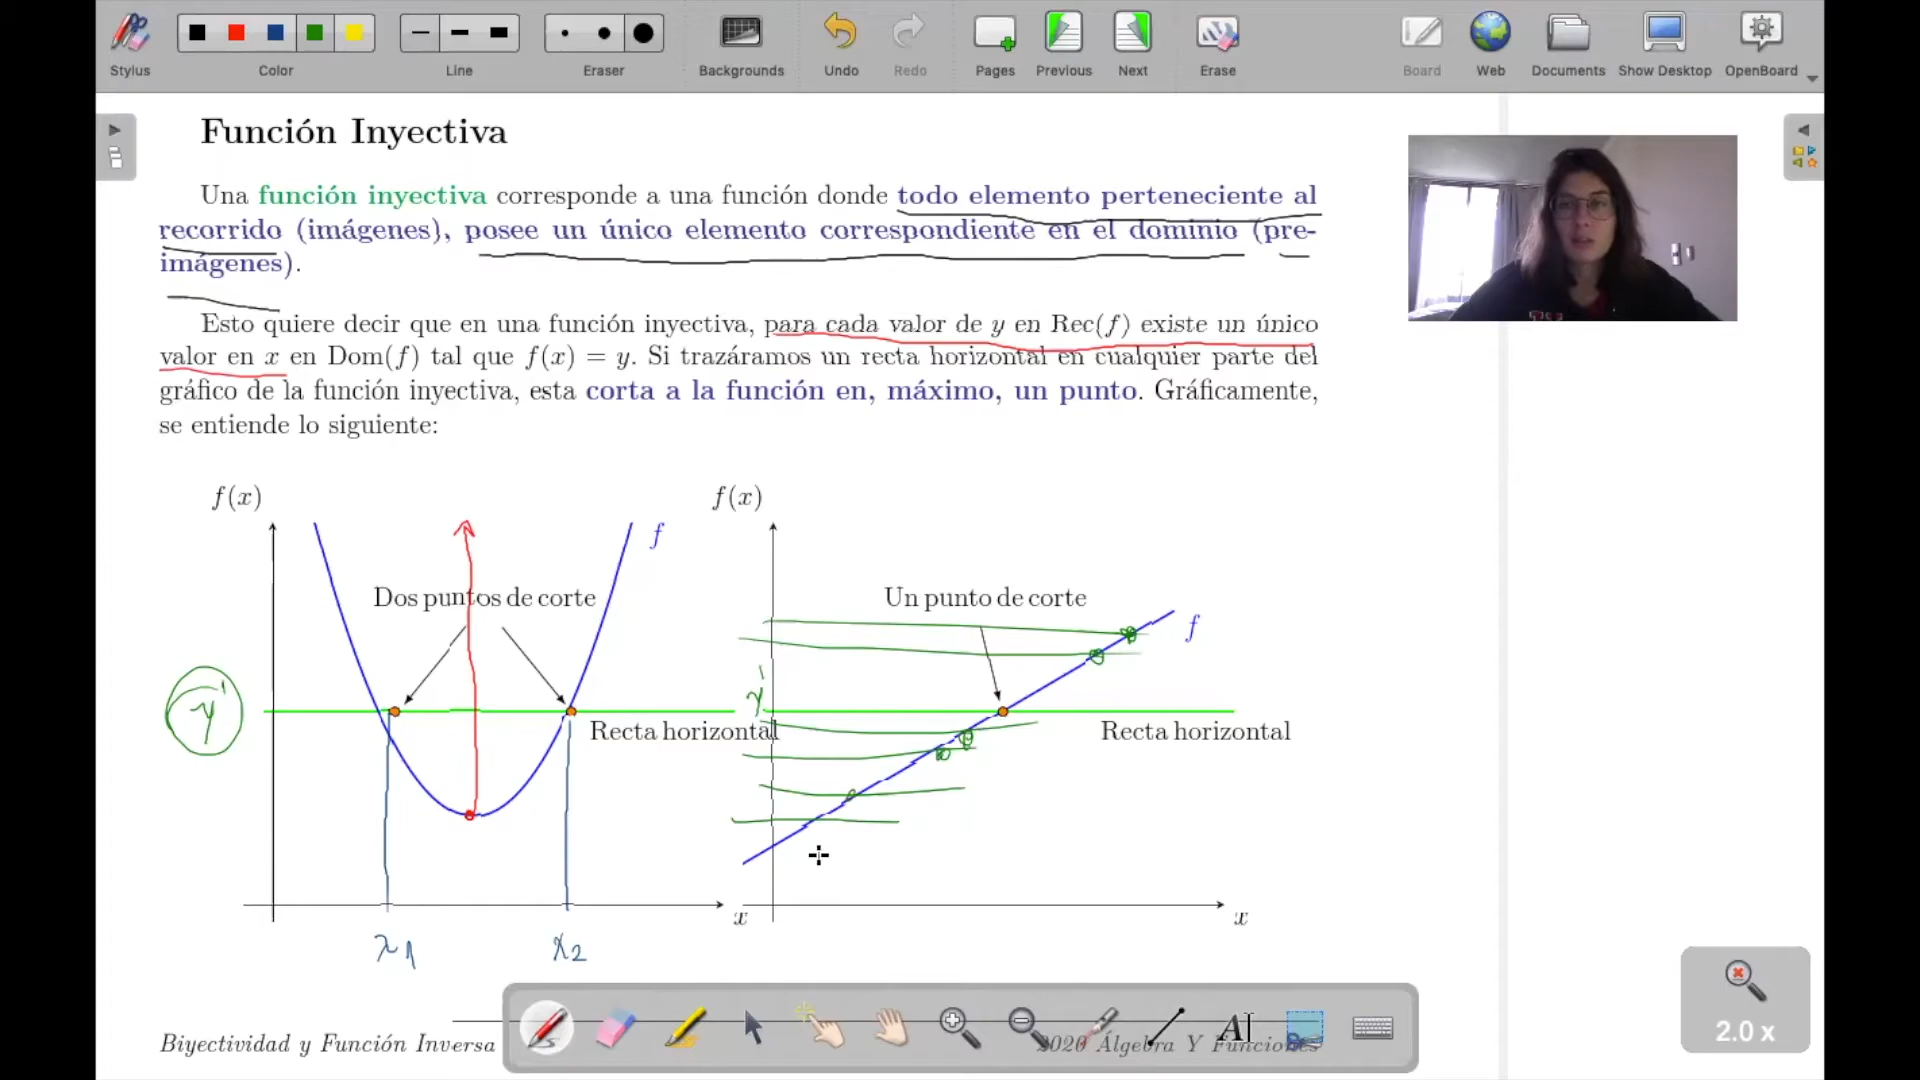 Stylus
Color
Line
Eraser
Backgrounds
Undo
Redo
Pages
Previous
Next
Erase
Board
Web
Documents
Show Desktop
OpenBoard
Función Inyectiva
Una función inyectiva corresponde a una función donde todo elemento perteneciente al
recorrido (imágenes}, posee un único elemento correspondiente en el dominio (pre-
imágenes).
Esto quiere decir que en una función inyectiva, para cada valor de y en Rec(f) existe un único
valor en x en Dom(f) tal que f(x) = y. Si trazáramos un recta horizontal en cualquier parte del
gráfico de la función inyectiva, esta corta a la función en, máximo, un punto. Gráficamente,
se entiende lo siguiente:
f(x)
f
Dos puntos de corte
y'
Recta horizontal
x
x1
x2
f(x)
Un punto de corte
f
y'
Recta horizontal
x
Biyectividad y Función Inversa
2020 Álgebra Y Funciones
2.0 x